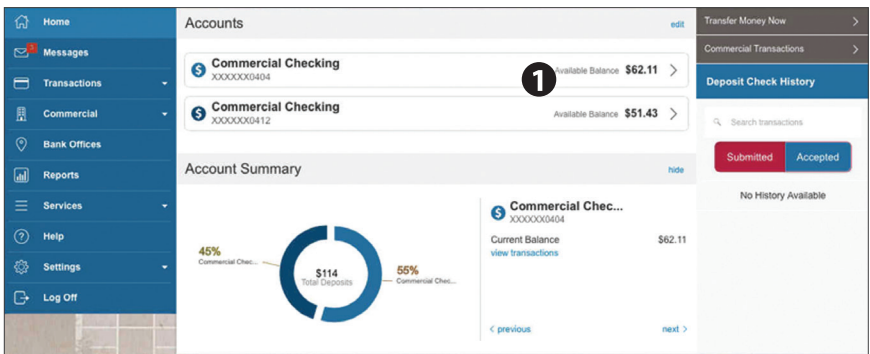 Home
Messages
Transactions
Commercial
Bank Offices
Reports
Services
Help
Settings
Log Off
Accounts
edit
Commercial Checking
XXXXXX0404
1
Available Balance $62.11
Commercial Checking
XXXXXX0412
Available Balance $51.43
Account Summary
hide
45%
Commercial Chec...
$114
Total Deposits
55%
Commercial Chec...
Commercial Chec...
XXXXXX0404
Current Balance $62.11
view transactions
< previous
next >
Transfer Money Now
Commercial Transactions
Deposit Check History
Search transactions
Submitted Accepted
No History Available